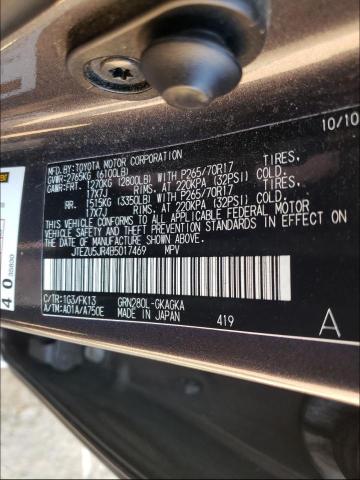 10/10
MFD.BY:TOYOTA MOTOR CORPORATION
GVWR:2765KG (6100LB)
GAWR:FRT. 1270KG (2800LB) WITH P265/70R17 TIRES,
17X7J RIMS. AT 220KPA (32PSI) COLD.
RR. 1515KG (3350LB) WITH P265/70R17 TIRES,
17X7J RIMS. AT 220KPA (32PSI) COLD.
THIS VEHICLE CONFORMS TO ALL APPLICABLE FEDERAL MOTOR
VEHICLE SAFETY AND THEFT PREVENTION STANDARDS IN EFFECT
ON THE DATE OF MANUFACTURE SHOWN ABOVE.
JTEZU5JR4B5017469 MPV
C/TR:1G3/FK13 GRN280L-GKAGKA
A/TM:A01A/A750E MADE IN JAPAN 419
A
40
35830